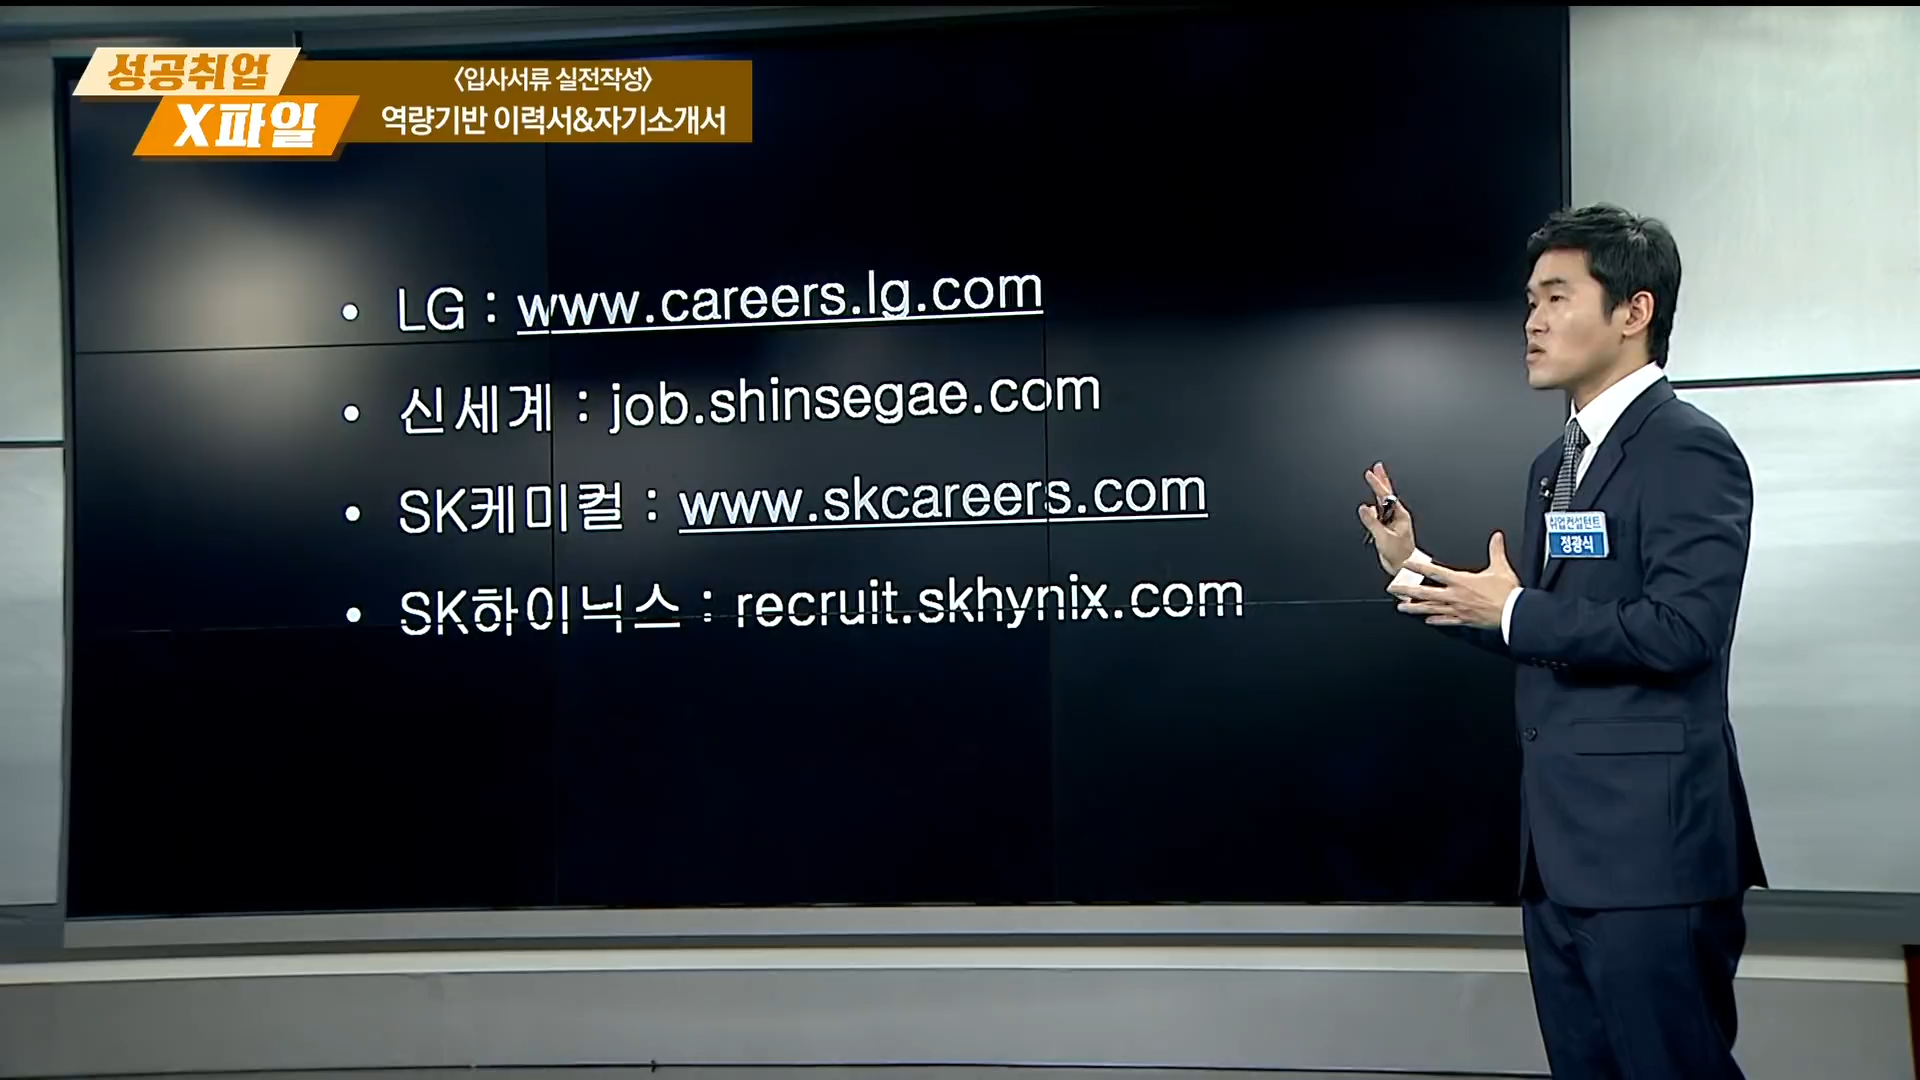 성공취업
X파일
<입사서류 실전작성>
역량기반 이력서&자기소개서
• LG : www.careers.lg.com
• 신세계 : job.shinsegae.com
• SK케미컬 : www.skcareers.com
• SK하이닉스 : recruit.skhynix.com
취업컨설턴트
정광식